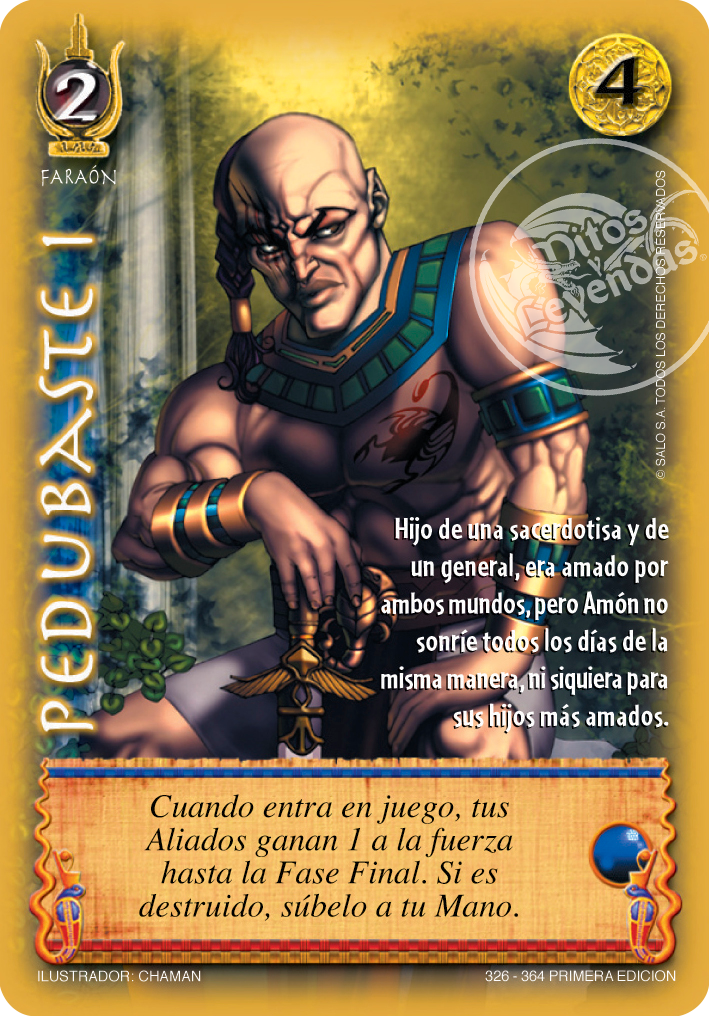 2
4
FARAÓN
PEDUBASTE I
Mitos
y
Leyendas
© SALO S.A. TODOS LOS DERECHOS RESERVADOS
Hijo de una sacerdotisa y de
un general, era amado por
ambos mundos, pero Amón no
sonríe todos los días de la
misma manera, ni siquiera para
sus hijos más amados.
Cuando entra en juego, tus
Aliados ganan 1 a la fuerza
hasta la Fase Final. Si es
destruido, súbelo a tu Mano.
ILUSTRADOR: CHAMAN
326 - 364 PRIMERA EDICION